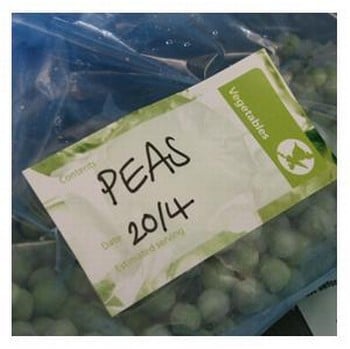 Vegetables
Contents
PEAS
Date 20/4
Estimated serving